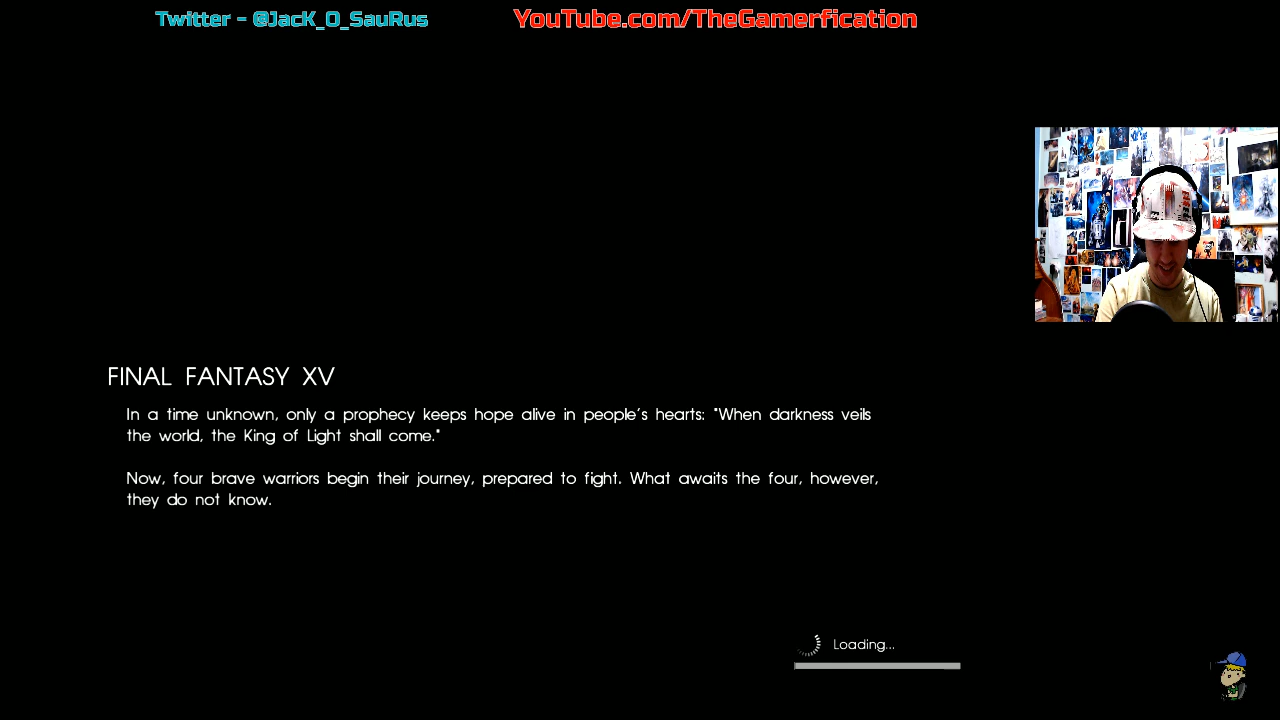 Twitter - @JacK_O_SauRus YouTube.com/TheGamerfication
FINAL FANTASY XV
In a time unknown, only a prophecy keeps hope alive in people's hearts: "When darkness veils
the world, the King of Light shall come."
Now, four brave warriors begin their journey, prepared to fight. What awaits the four, however,
they do not know.
Loading...